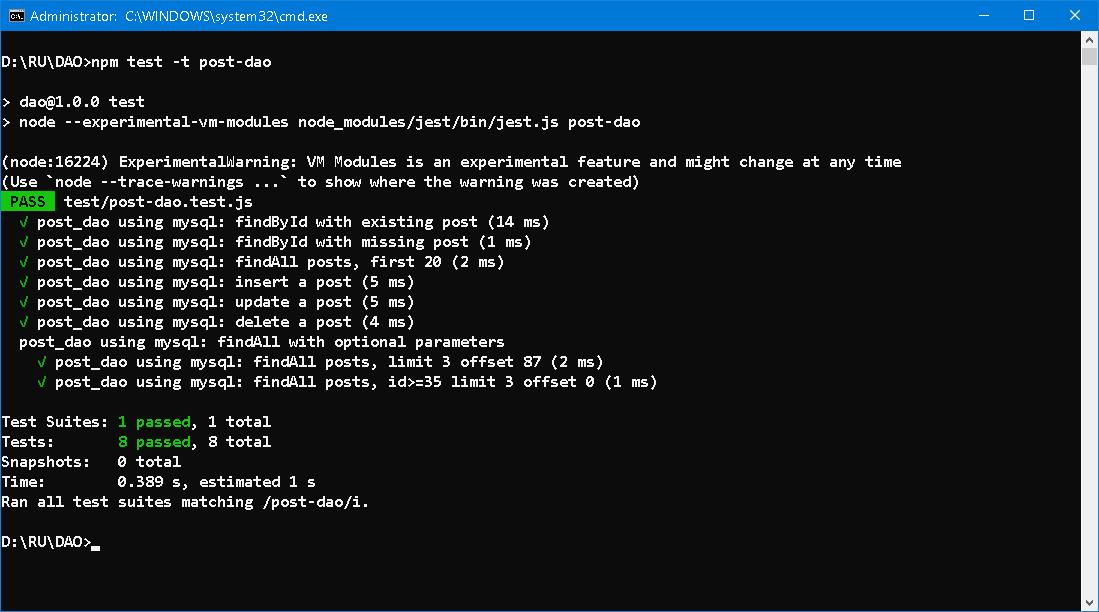 Administrator: C:\WINDOWS\system32\cmd.exe
D:\RU\DAO>npm test -t post-dao
> dao@1.0.0 test
> node --experimental-vm-modules node_modules/jest/bin/jest.js post-dao
(node:16224) ExperimentalWarning: VM Modules is an experimental feature and might change at any time
(Use `node --trace-warnings ...` to show where the warning was created)
PASS test/post-dao.test.js
√ post_dao using mysql: findById with existing post (14 ms)
√ post_dao using mysql: findById with missing post (1 ms)
√ post_dao using mysql: findAll posts, first 20 (2 ms)
√ post_dao using mysql: insert a post (5 ms)
√ post_dao using mysql: update a post (5 ms)
√ post_dao using mysql: delete a post (4 ms)
post_dao using mysql: findAll with optional parameters
√ post_dao using mysql: findAll posts, limit 3 offset 87 (2 ms)
√ post_dao using mysql: findAll posts, id>=35 limit 3 offset 0 (1 ms)
Test Suites: 1 passed, 1 total
Tests: 8 passed, 8 total
Snapshots: 0 total
Time: 0.389 s, estimated 1 s
Ran all test suites matching /post-dao/i.
D:\RU\DAO>